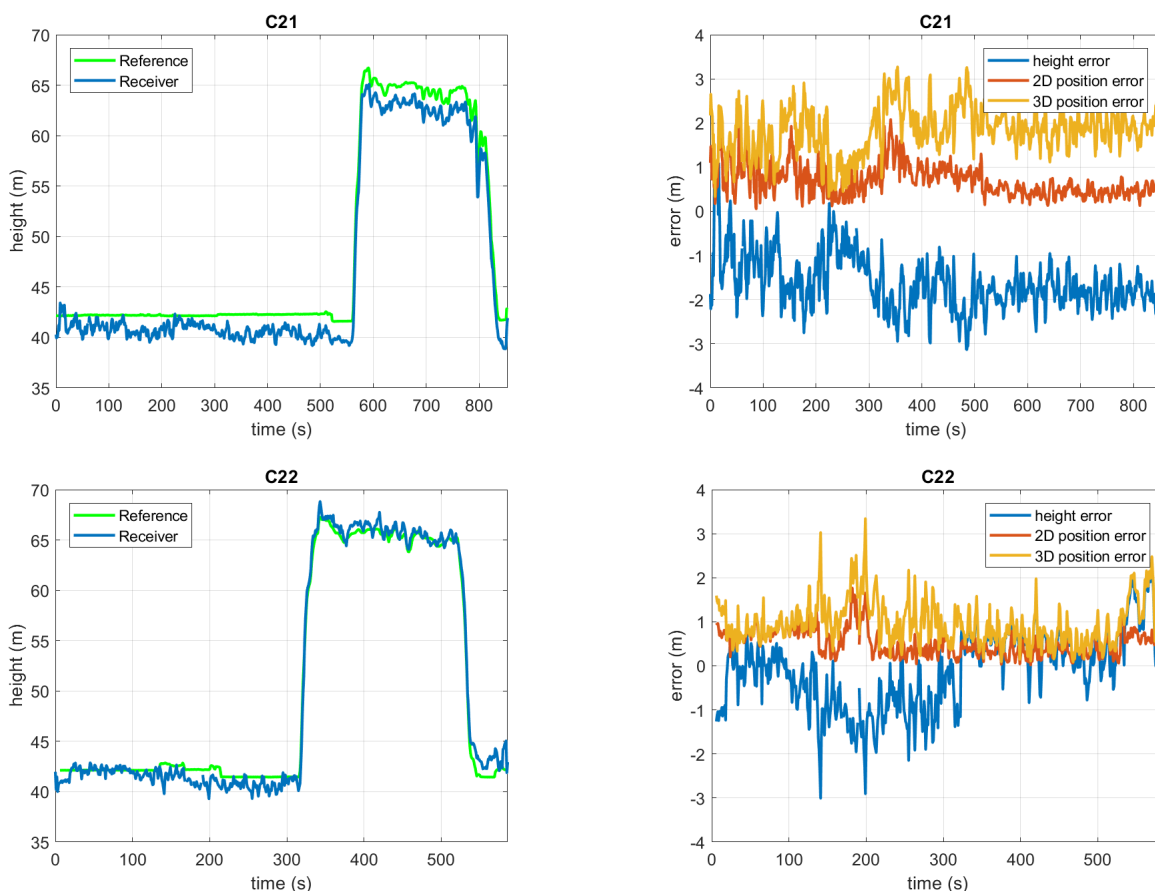 C21
70
65
60
55
50
45
40
35
height (m)
Reference
Receiver
0 100 200 300 400 500 600 700 800
time (s)
C21
4
3
2
1
0
-1
-2
-3
-4
error (m)
height error
2D position error
3D position error
0 100 200 300 400 500 600 700 800
time (s)
C22
70
65
60
55
50
45
40
35
height (m)
Reference
Receiver
0 100 200 300 400 500
time (s)
C22
4
3
2
1
0
-1
-2
-3
-4
error (m)
height error
2D position error
3D position error
0 100 200 300 400 500
time (s)